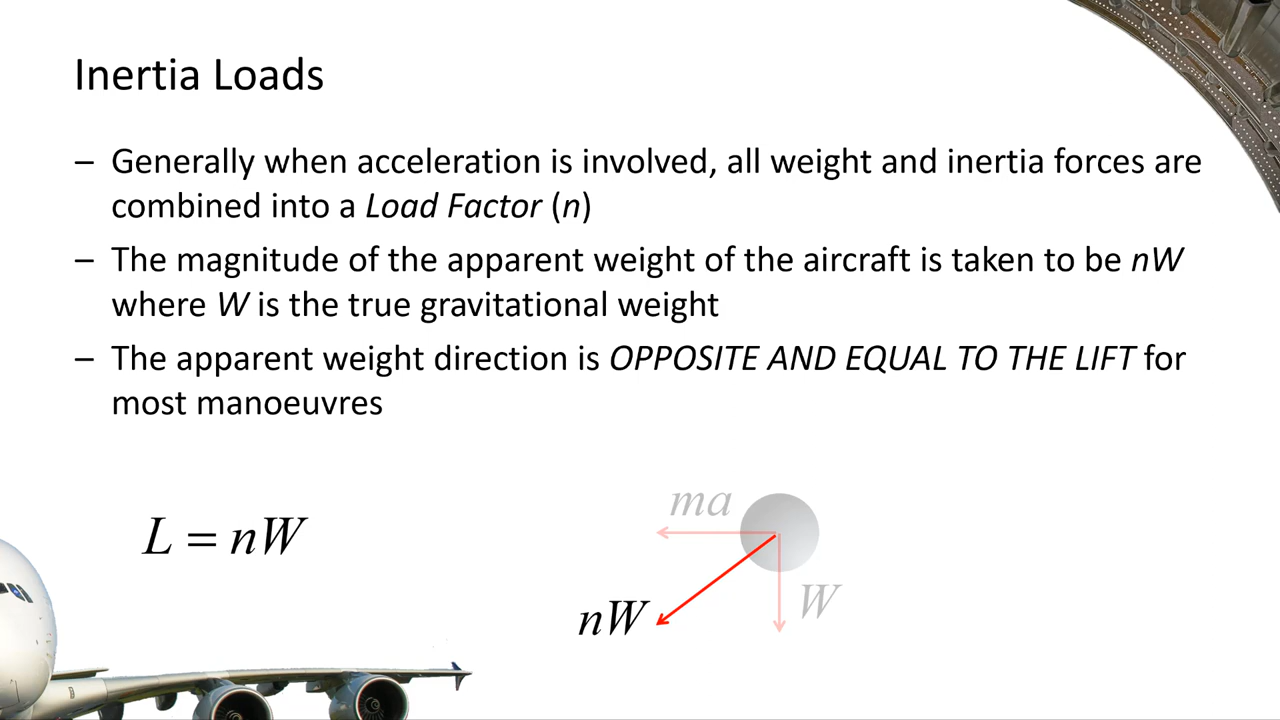 Inertia Loads
– Generally when acceleration is involved, all weight and inertia forces are
combined into a Load Factor (n)
– The magnitude of the apparent weight of the aircraft is taken to be nW
where W is the true gravitational weight
– The apparent weight direction is OPPOSITE AND EQUAL TO THE LIFT for
most manoeuvres
L = nW
ma
W
nW